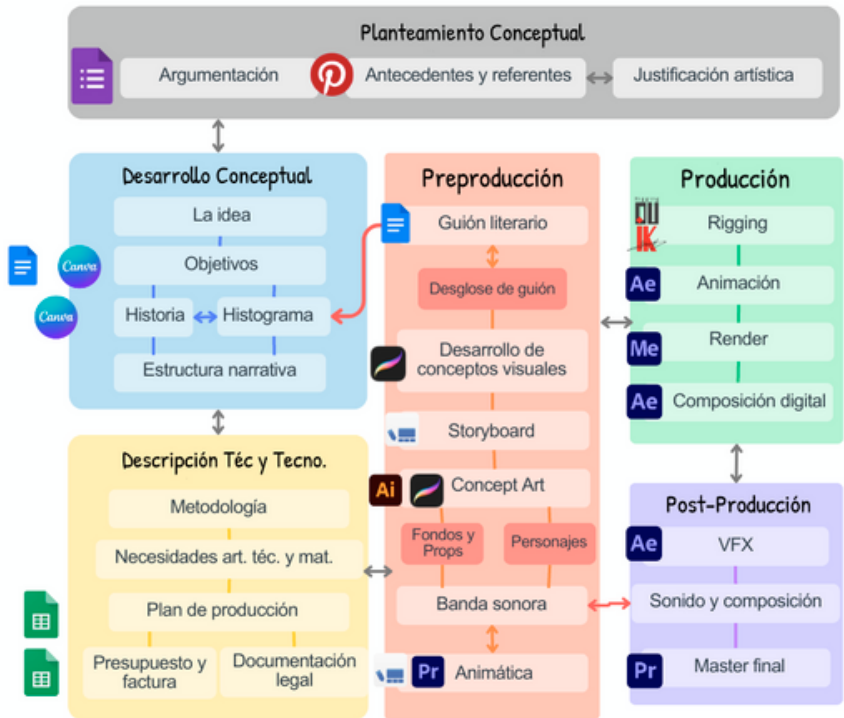 Planteamiento Conceptual
Argumentación
Antecedentes y referentes
Justificación artística
Desarrollo Conceptual
La idea
Canva
Objetivos
Canva
Historia
Histograma
Estructura narrativa
Descripción Téc y Tecno.
Metodología
Necesidades art. téc. y mat.
Plan de producción
Presupuesto y
factura
Documentación
legal
Preproducción
Guión literario
Desglose de guión
Desarrollo de
conceptos visuales
Storyboard
Ai
Concept Art
Fondos y
Props
Personajes
Banda sonora
Pr
Animática
Producción
Rigging
Ae
Animación
Me
Render
Ae
Composición digital
Post-Producción
Ae
VFX
Sonido y composición
Pr
Master final